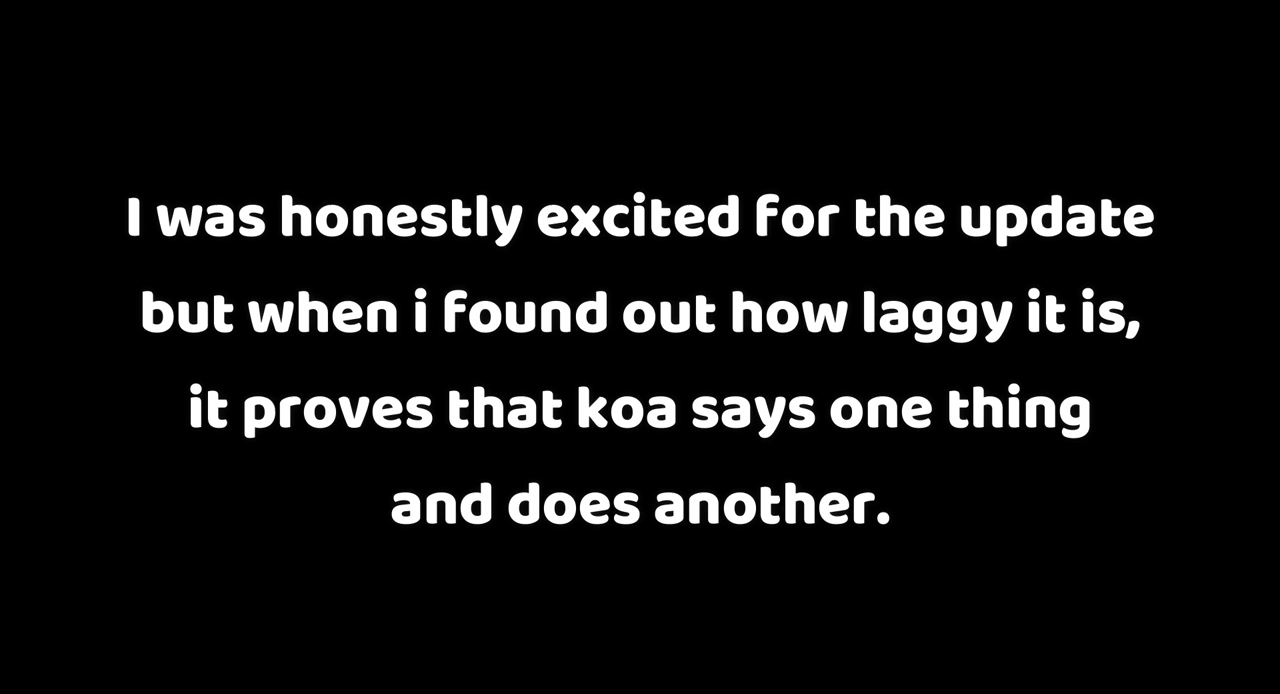 I was honestly excited for the update
but when i found out how laggy it is,
it proves that koa says one thing
and does another.